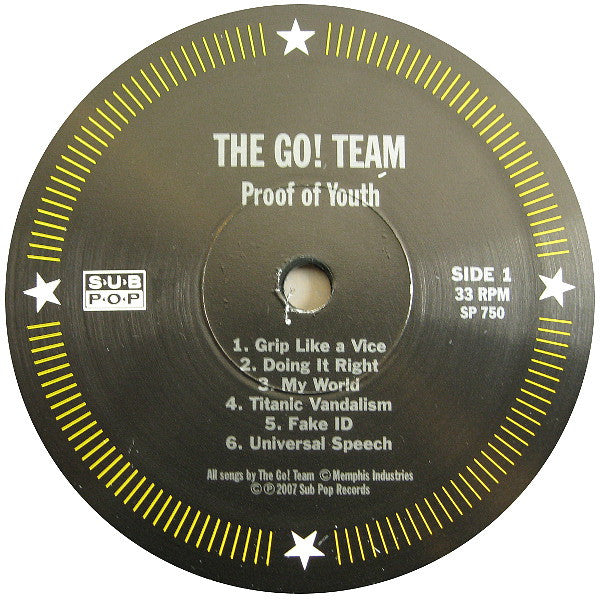 THE GO! TEAM
Proof of Youth
S·U·B
P·O·P
SIDE 1
33 RPM
SP 750
1. Grip Like a Vice
2. Doing It Right
3. My World
4. Titanic Vandalism
5. Fake ID
6. Universal Speech
All songs by The Go! Team © Memphis Industries
© ℗ 2007 Sub Pop Records